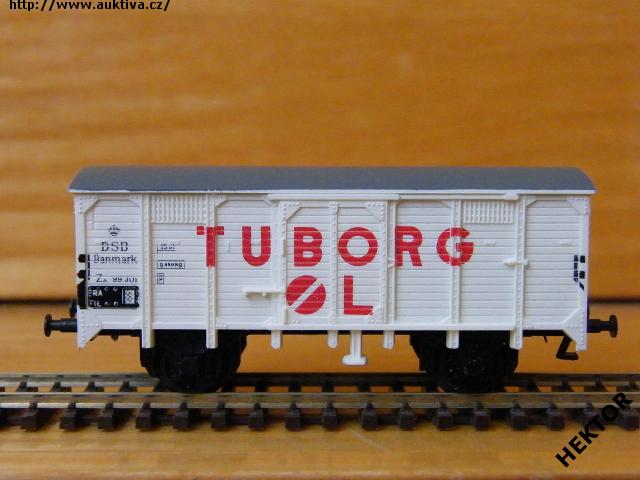 http://www.auktiva.cz/
TUBORG
ØL
DSB
Danmark
HEKTOR